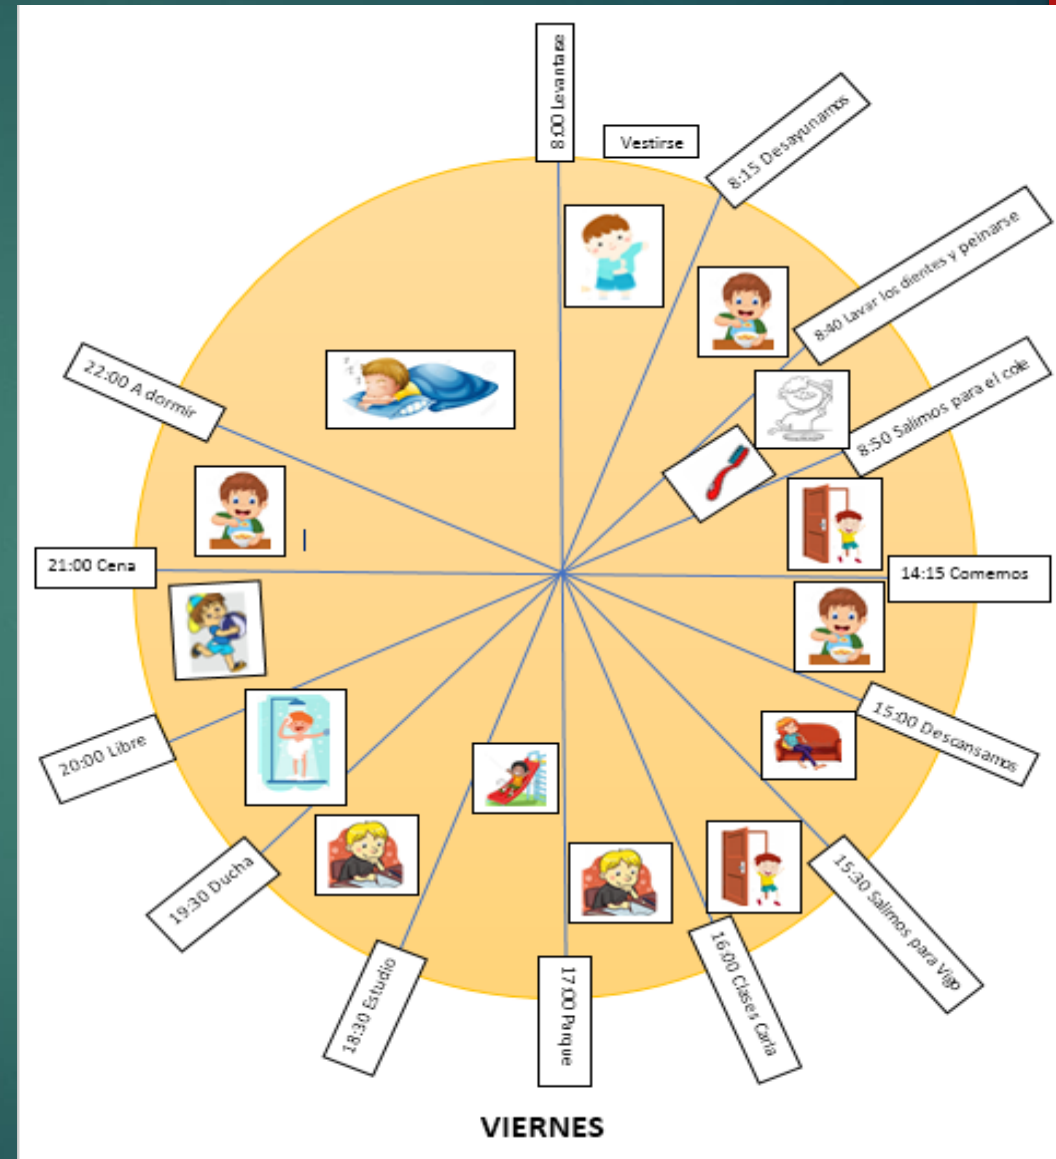 8:00 Levantarse
Vestirse
8:15 Desayunamos
8:40 Lavar los dientes y peinarse
8:50 Salimos para el cole
14:15 Comemos
15:00 Descansamos
15:30 Salimos para Vigo
16:00 Clases Carla
17:00 Parque
18:30 Estudio
19:30 Ducha
20:00 Libre
21:00 Cena
22:00 A dormir
VIERNES